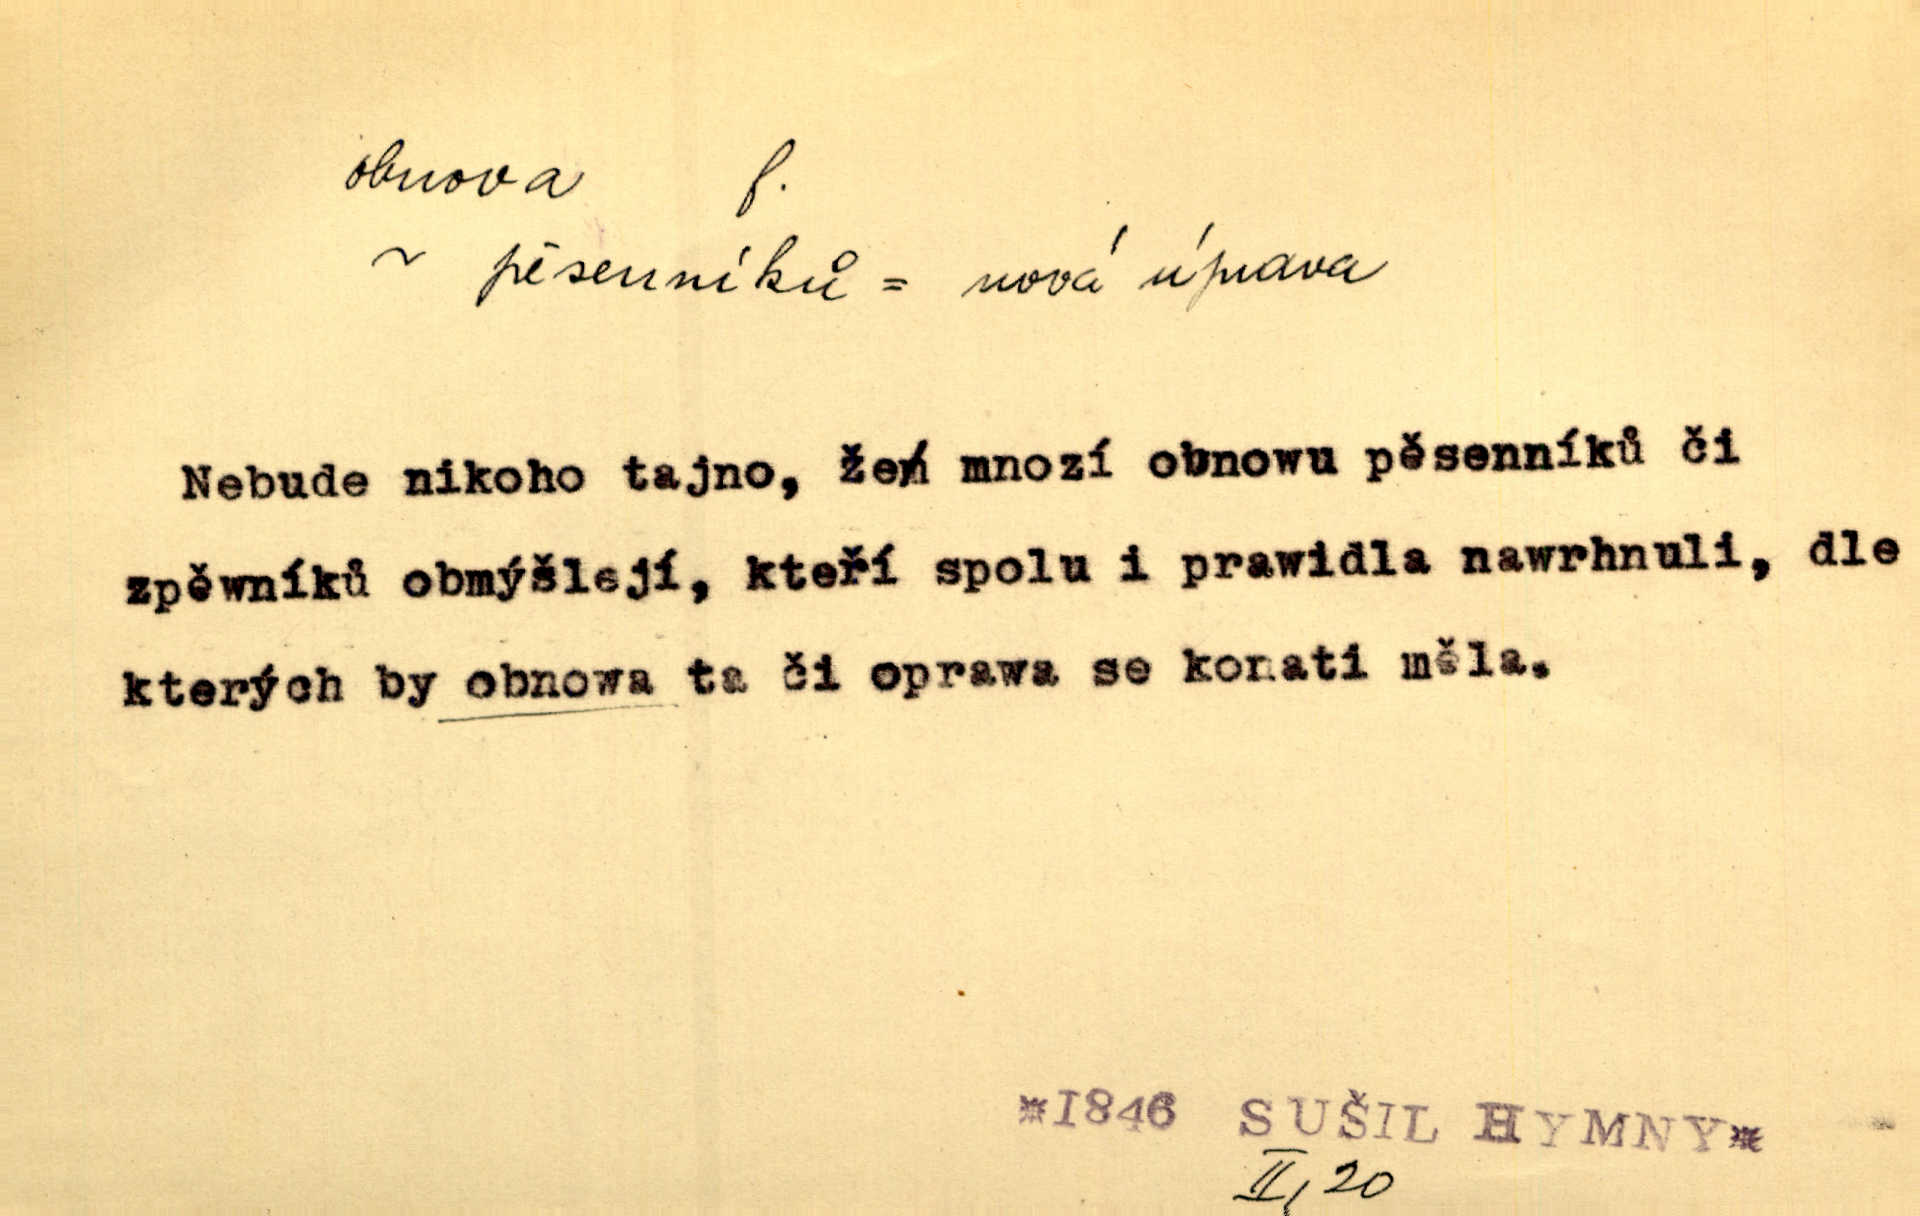 obnova f.
~ pěsenníků = nová úprava
Nebude nikoho tajno, že mnozí obnowu pěsenníků či
zpěwníků obmýšlejí, kteří spolu i prawidla nawrhnuli, dle
kterých by obnowa ta či oprawa se konati měla.
*1846 SUŠIL HYMNY*
II, 20